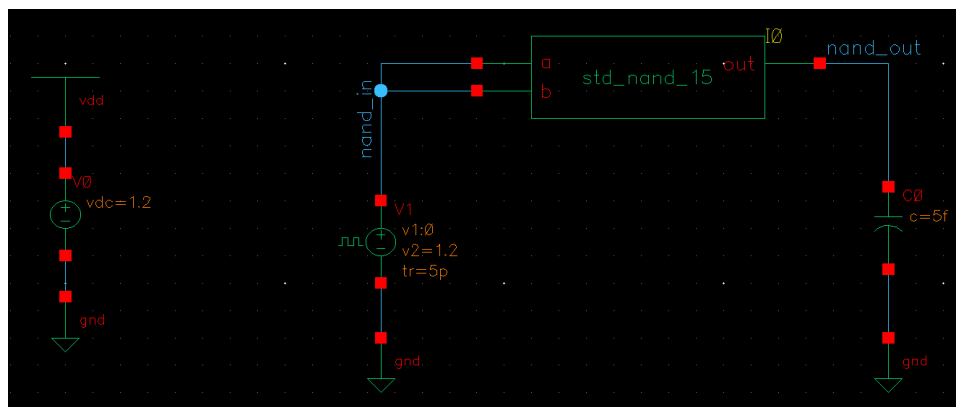 vdd
V0
vdc=1.2
gnd
nand_in
V1
v1:0
v2=1.2
tr=5p
gnd
I0
a
b
std_nand_15
out
nand_out
C0
c=5f
gnd